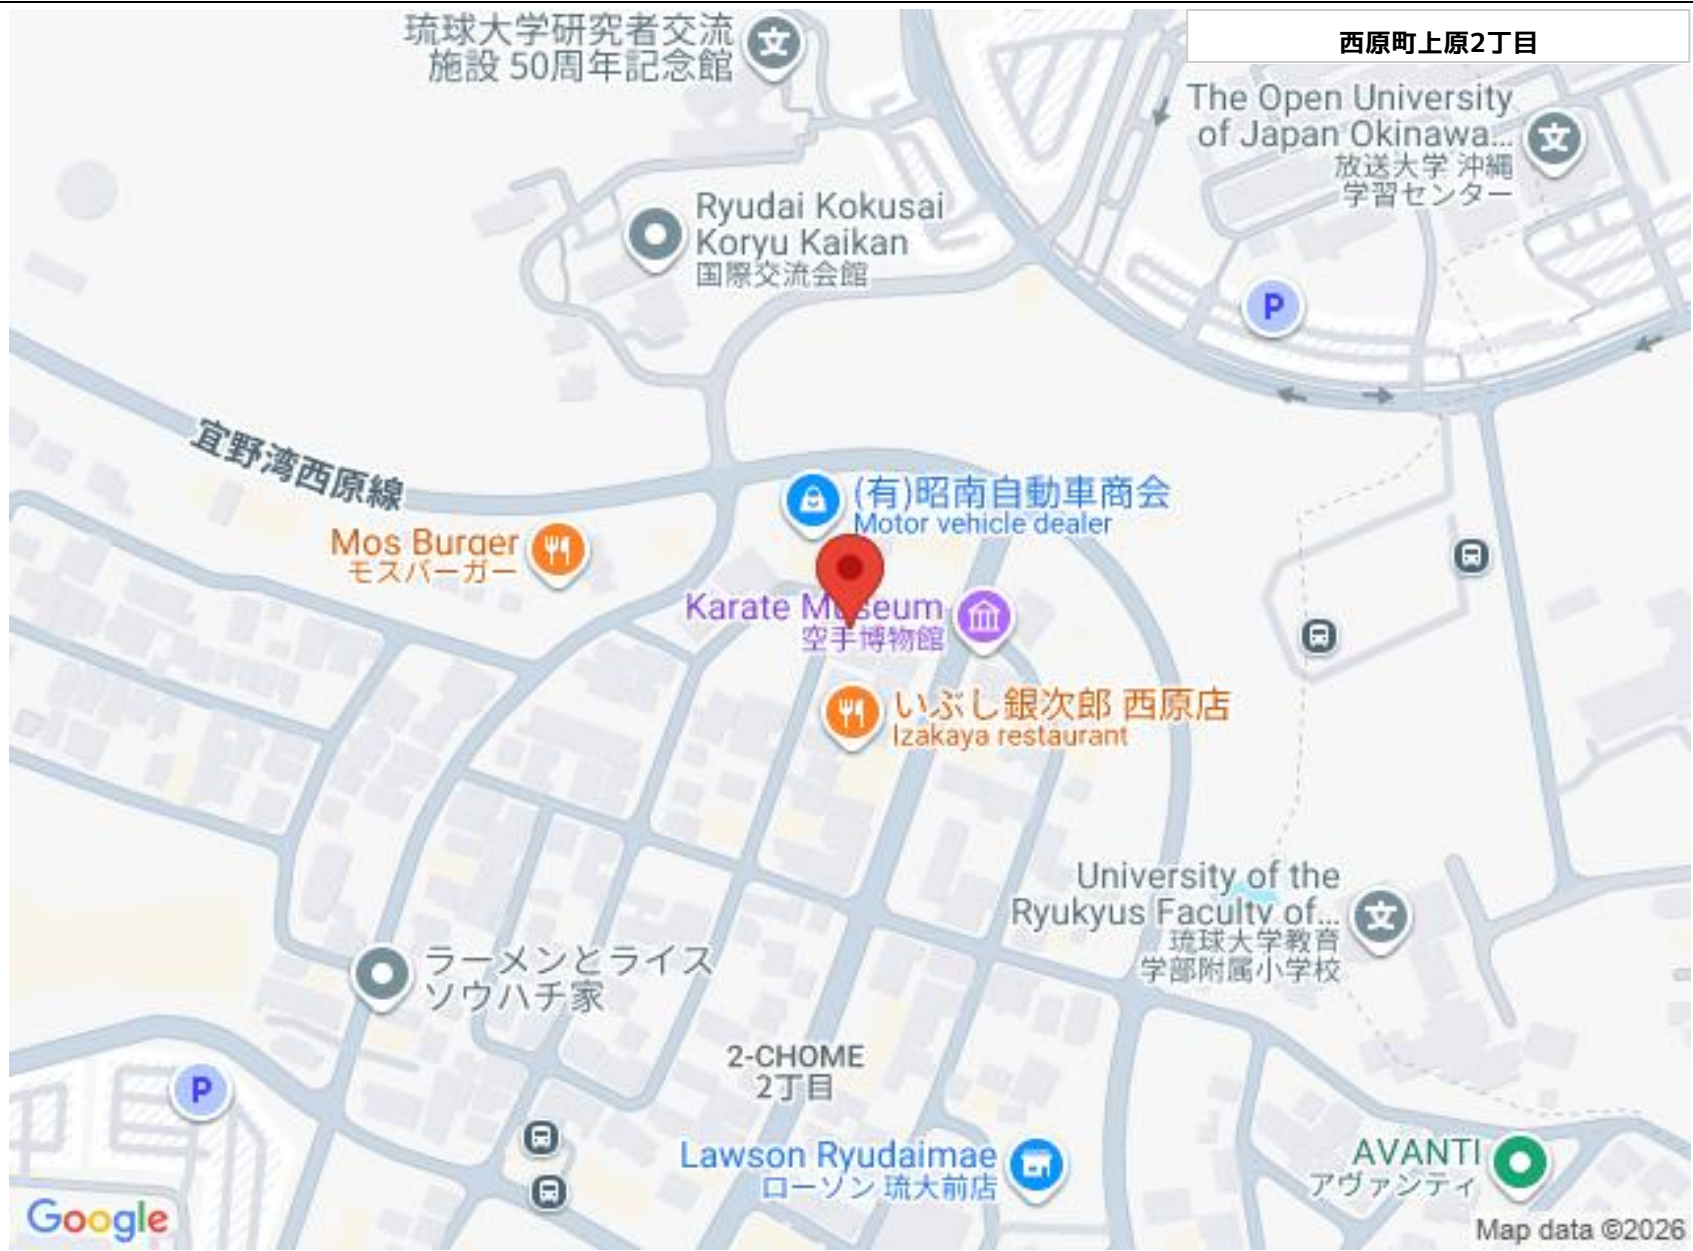 琉球大学研究者交流
施設 50周年記念館
西原町上原2丁目
The Open University
of Japan Okinawa...
放送大学 沖縄
学習センター
Ryudai Kokusai
Koryu Kaikan
国際交流会館
P
宜野湾西原線
(有)昭南自動車商会
Motor vehicle dealer
Mos Burger
モスバーガー
Karate Museum
空手博物館
いぶし銀次郎 西原店
Izakaya restaurant
University of the
Ryukyus Faculty of...
琉球大学教育
学部附属小学校
ラーメンとライス
ソウハチ家
2-CHOME
2丁目
P
Lawson Ryudaimae
ローソン 琉大前店
AVANTI
アヴァンティ
Google
Map data ©2026